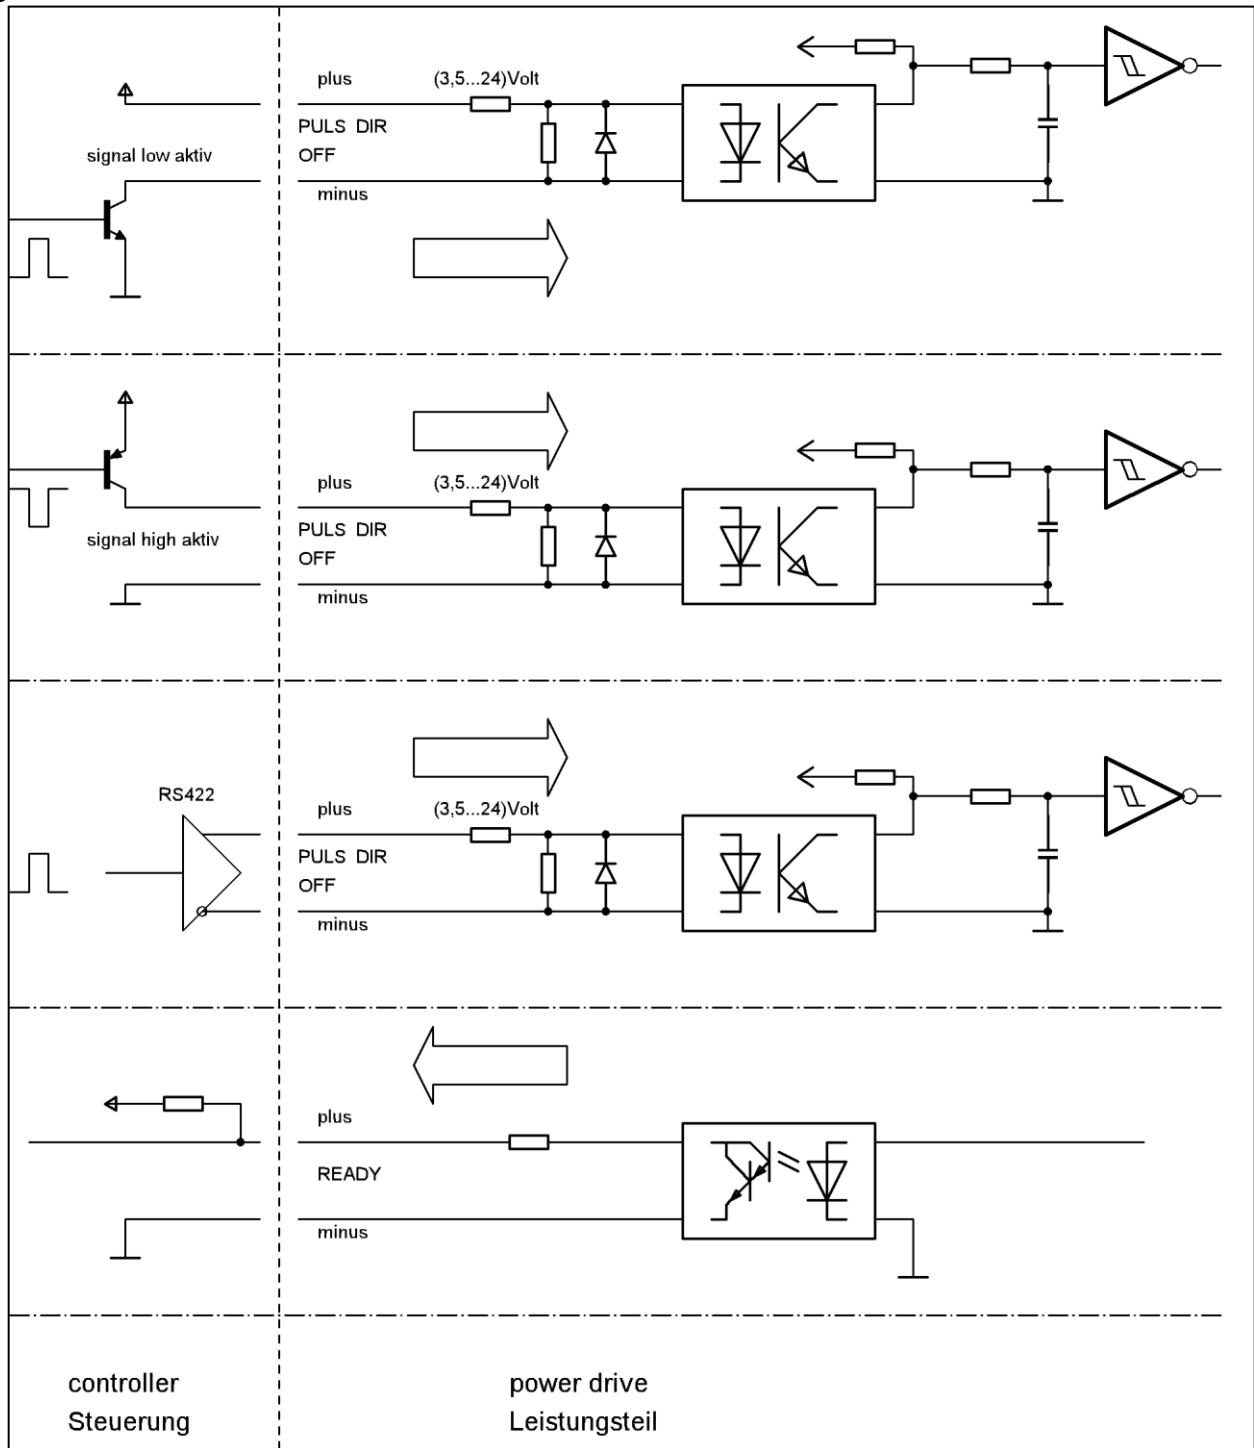 plus
(3,5...24)Volt
PULS DIR
signal low aktiv
OFF
minus
plus
(3,5...24)Volt
PULS DIR
signal high aktiv
OFF
minus
RS422
plus
(3,5...24)Volt
PULS DIR
OFF
minus
plus
READY
minus
controller
power drive
Steuerung
Leistungsteil